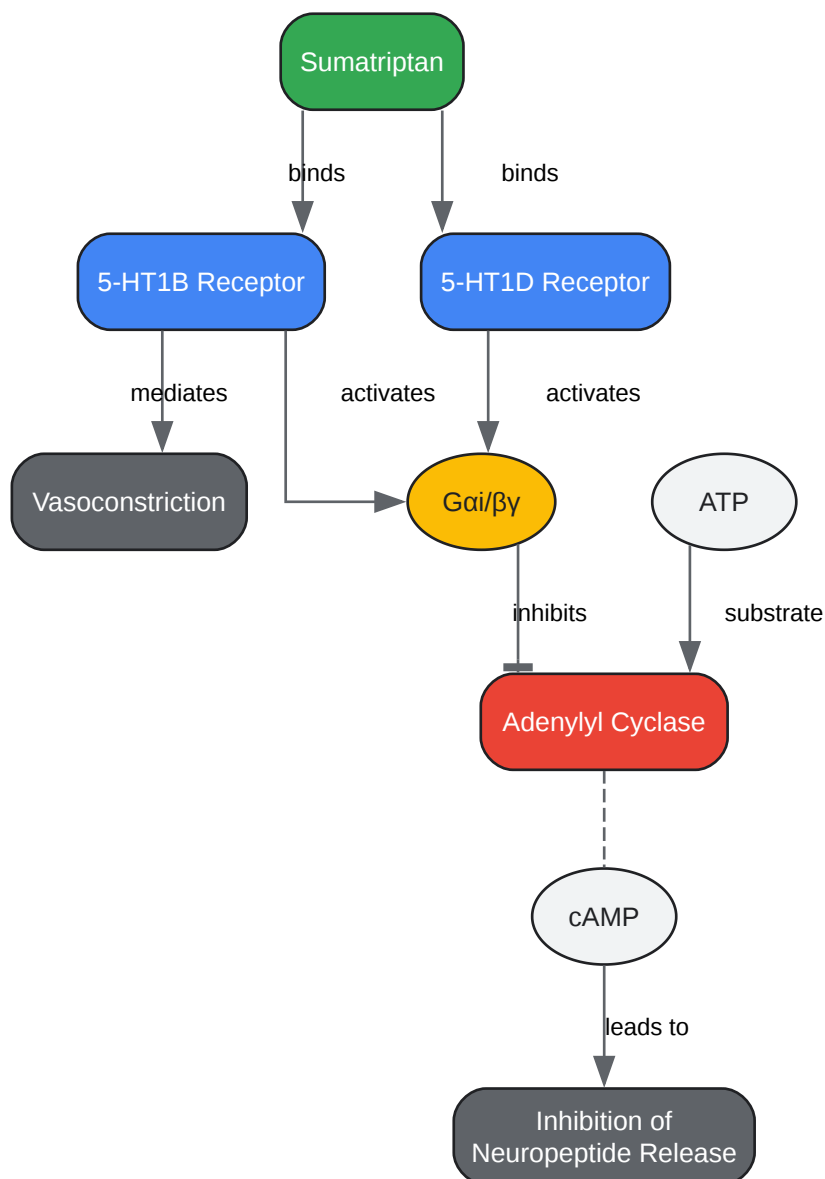 Sumatriptan
binds
binds
5-HT1B Receptor
5-HT1D Receptor
mediates
activates
activates
Vasoconstriction
Gαi/βγ
ATP
inhibits
substrate
Adenylyl Cyclase
cAMP
leads to
Inhibition of
Neuropeptide Release